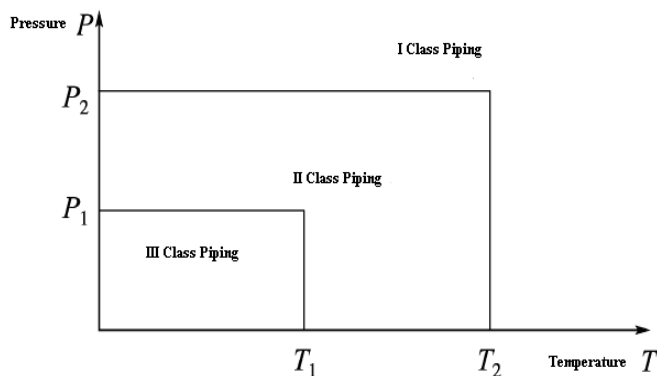 Pressure P
I Class Piping
P2
II Class Piping
P1
III Class Piping
T1 T2 Temperature T